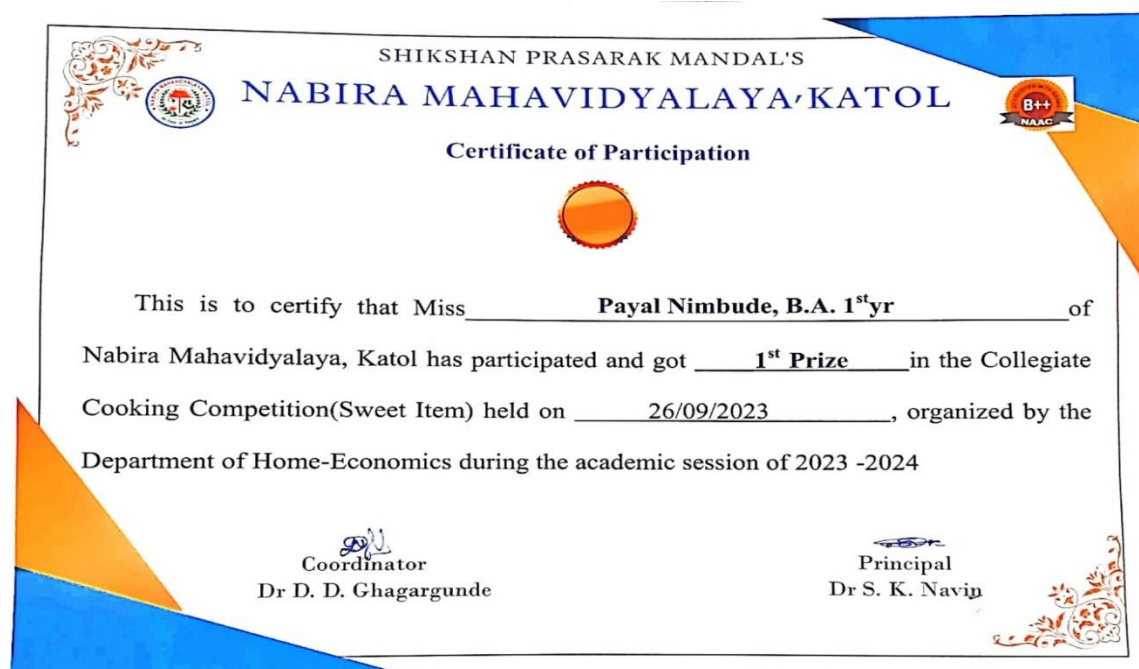 SHIKSHAN PRASARAK MANDAL'S
NABIRA MAHAVIDYALAYA,KATOL
B++
NAAC
Certificate of Participation
This is to certify that Miss Payal Nimbude, B.A. 1styr of
Nabira Mahavidyalaya, Katol has participated and got 1st Prize in the Collegiate
Cooking Competition(Sweet Item) held on 26/09/2023, organized by the
Department of Home-Economics during the academic session of 2023 -2024
Coordinator
Dr D. D. Ghagargunde
Principal
Dr S. K. Navin